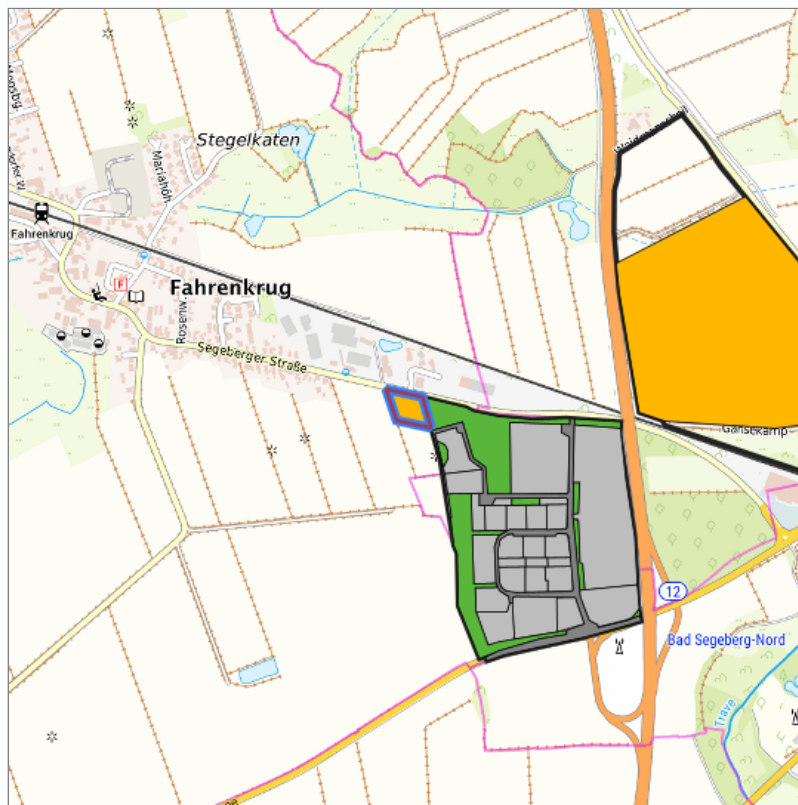 Stegelkaten
Mariahöh
Fahrenkrug
Fahrenkrug
F
Rosenw.
Segeberger Straße
Gänsekamp
12
Bad Segeberg-Nord
Trave